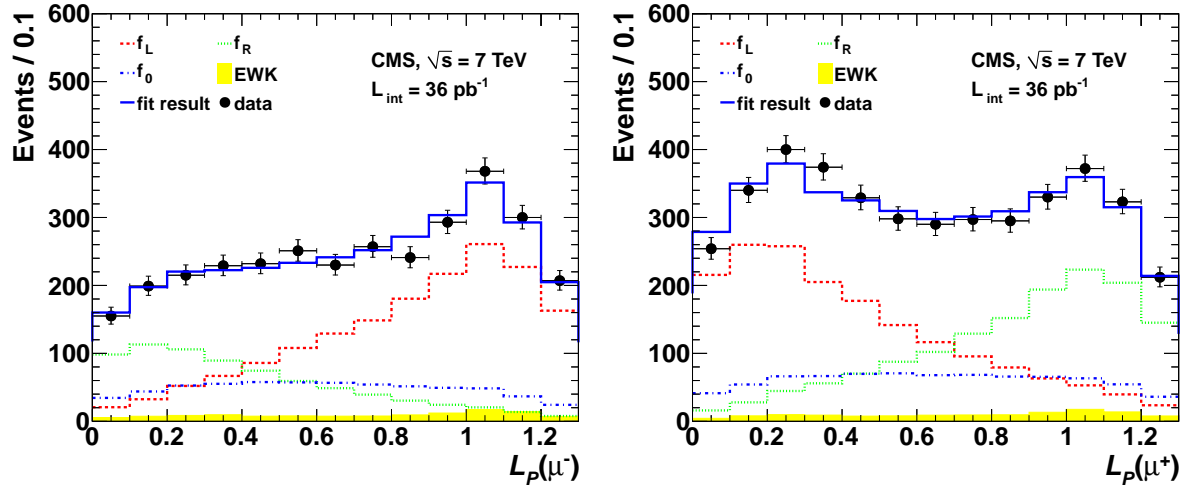 Events / 0.1
600
500
400
300
200
100
0
f_L f_R
f_0 EWK
fit result data
CMS, √s = 7 TeV
L_int = 36 pb⁻¹
0 0.2 0.4 0.6 0.8 1 1.2
L_P(μ⁻)
Events / 0.1
600
500
400
300
200
100
0
f_L f_R
f_0 EWK
fit result data
CMS, √s = 7 TeV
L_int = 36 pb⁻¹
0 0.2 0.4 0.6 0.8 1 1.2
L_P(μ⁺)